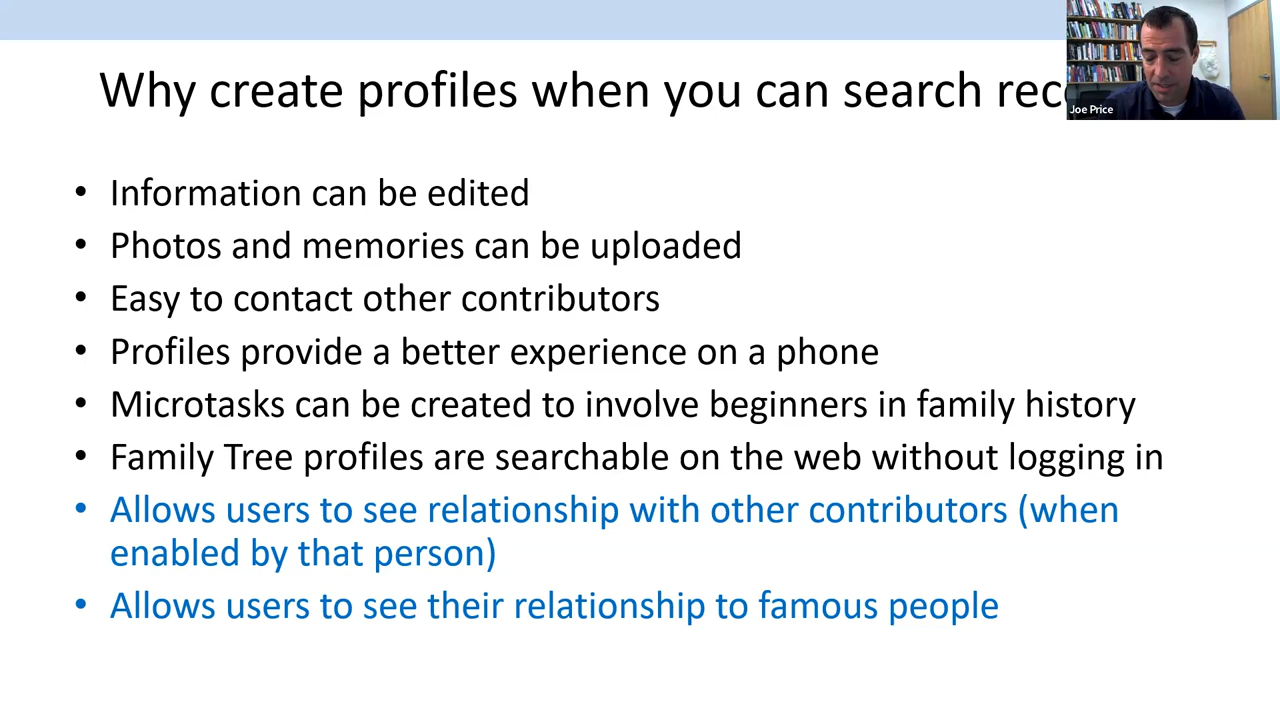 Why create profiles when you can search
Joe Price
• Information can be edited
• Photos and memories can be uploaded
• Easy to contact other contributors
• Profiles provide a better experience on a phone
• Microtasks can be created to involve beginners in family history
• Family Tree profiles are searchable on the web without logging in
• Allows users to see relationship with other contributors (when
enabled by that person)
• Allows users to see their relationship to famous people